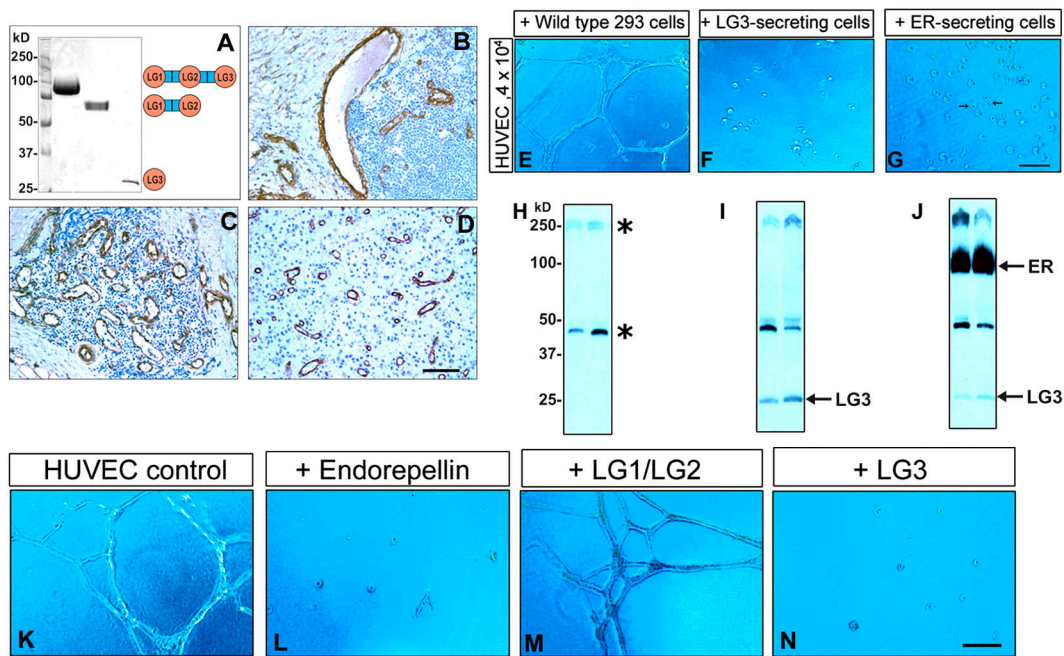 kD
A
250-
100-
50-
37-
25-
LG1 LG2 LG3
LG1 LG2
LG3
B
C
D
+ Wild type 293 cells
+ LG3-secreting cells
+ ER-secreting cells
HUVEC ,4 x 10⁴
E
F
G
H
kD
250-
100-
50-
37-
25-
*
*
I
LG3
J
ER
LG3
HUVEC control
+ Endorepellin
+ LG1/LG2
+ LG3
K
L
M
N